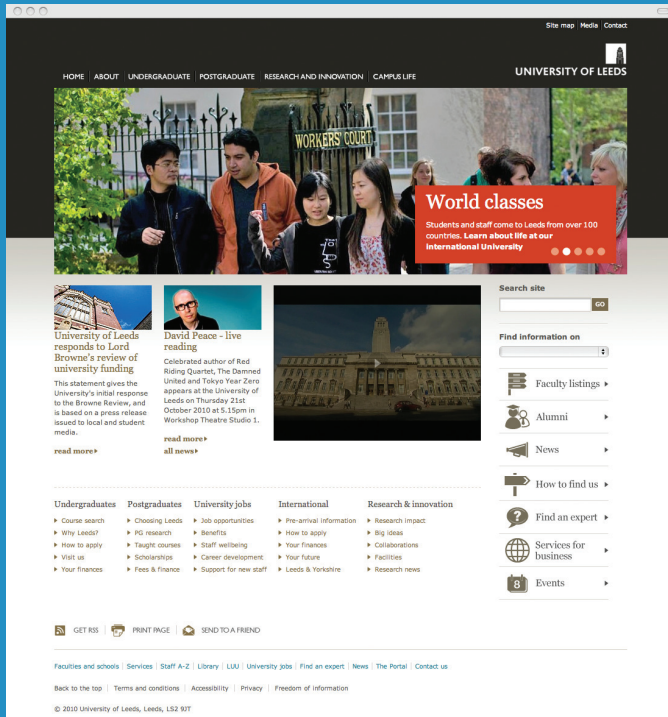 Site map Media Contact
UNIVERSITY OF LEEDS
HOME ABOUT UNDERGRADUATE POSTGRADUATE RESEARCH AND INNOVATION CAMPUS LIFE
WORKERS' COURT
World classes
Students and staff come to Leeds from over 100
countries. Learn about life at our
international University
University of Leeds
responds to Lord
Browne's review of
university funding
This statement gives the
University's initial response
to the Browne Review, and
is based on a press release
issued to local and student
media.
read more
David Peace - live
reading
Celebrated author of Red
Riding Quartet, The Damned
United and Tokyo Year Zero
appears at the University of
Leeds on Thursday 21st
October 2010 at 5.15pm in
Workshop Theatre Studio 1.
read more
all news
Search site
GO
Find information on
Faculty listings
Alumni
News
How to find us
Find an expert
Services for
business
8 Events
Undergraduates
Course search
Why Leeds?
How to apply
Visit us
Your finances
Postgraduates
Choosing Leeds
PG research
Taught courses
Scholarships
Fees & finance
University jobs
Job opportunities
Benefits
Staff wellbeing
Career development
Support for new staff
International
Pre-arrival information
How to apply
Your finances
Your future
Leeds & Yorkshire
Research & innovation
Research impact
Big ideas
Collaborations
Facilities
Research news
GET RSS PRINT PAGE SEND TO A FRIEND
Faculties and schools Services Staff A-Z Library LUU University jobs Find an expert News The Portal Contact us
Back to the top Terms and conditions Accessibility Privacy Freedom of information
© 2010 University of Leeds, Leeds, LS2 9JT